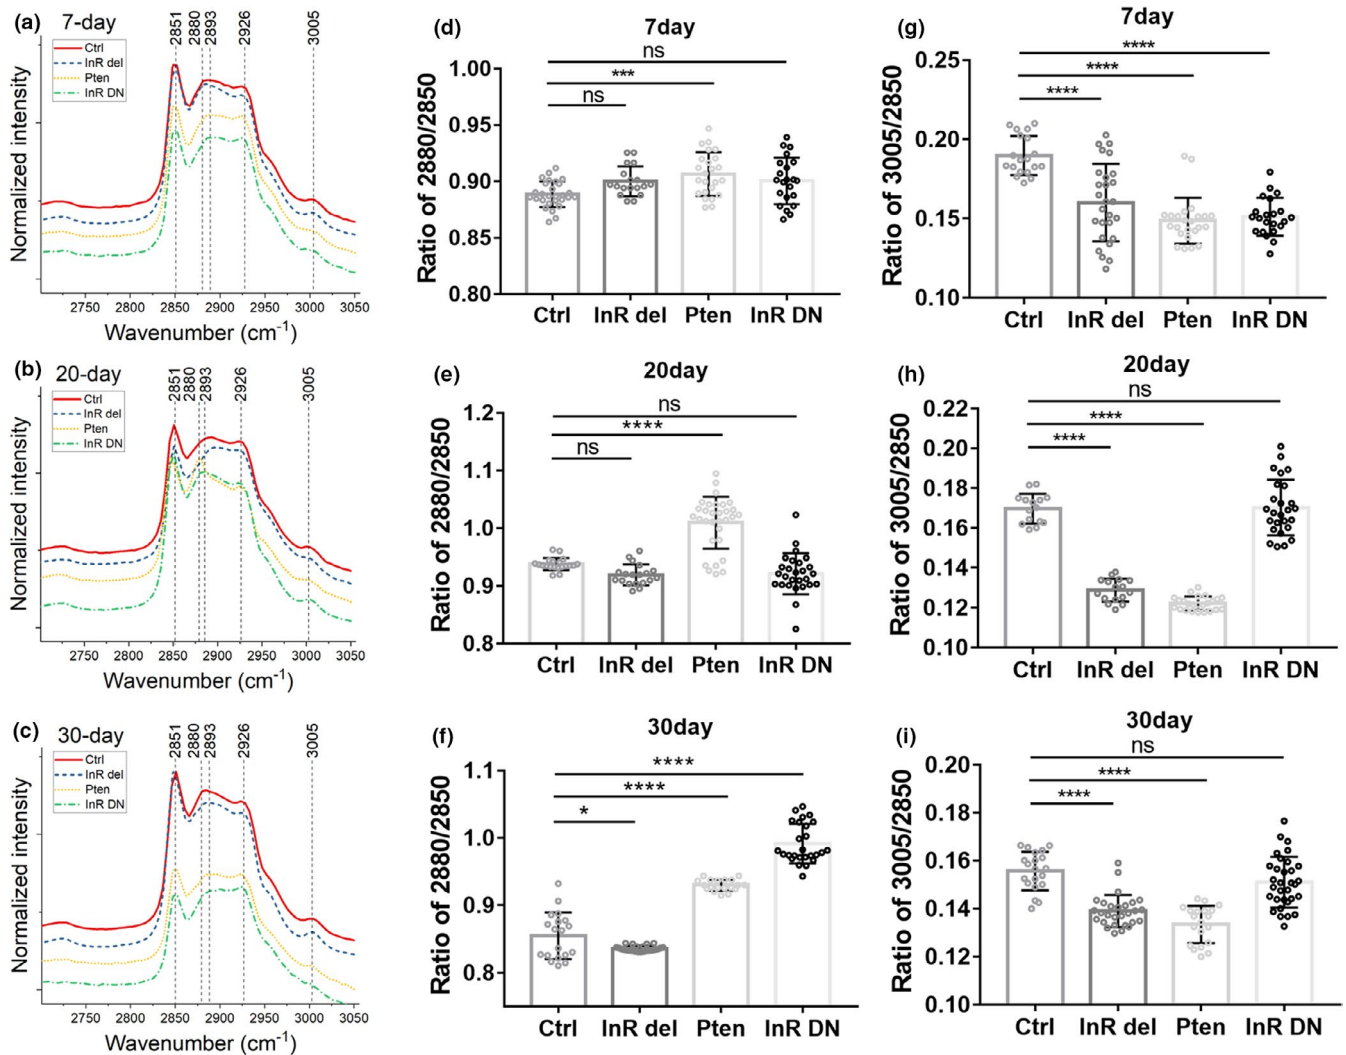 (a) 7-day
2851
2880
2893
2926
3005
Ctrl
InR del
Pten
InR DN
Normalized intensity
2750 2800 2850 2900 2950 3000 3050
Wavenumber (cm-1)
(d) 7day
ns
***
ns
Ratio of 2880/2850
1.00
0.95
0.90
0.85
0.80
Ctrl InR del Pten InR DN
(g) 7day
****
****
****
Ratio of 3005/2850
0.25
0.20
0.15
0.10
Ctrl InR del Pten InR DN
(b) 20-day
2851
2880
2893
2926
3005
Ctrl
InR del
Pten
InR DN
Normalized intensity
2750 2800 2850 2900 2950 3000 3050
Wavenumber (cm-1)
(e) 20day
ns
****
ns
Ratio of 2880/2850
1.2
1.1
1.0
0.9
0.8
Ctrl InR del Pten InR DN
(h) 20day
ns
****
****
Ratio of 3005/2850
0.22
0.20
0.18
0.16
0.14
0.12
0.10
Ctrl InR del Pten InR DN
(c) 30-day
2851
2880
2893
2926
3005
Ctrl
InR del
Pten
InR DN
Normalized intensity
2750 2800 2850 2900 2950 3000 3050
Wavenumber (cm-1)
(f) 30day
****
****
*
Ratio of 2880/2850
1.1
1.0
0.9
0.8
Ctrl InR del Pten InR DN
(i) 30day
ns
****
****
Ratio of 3005/2850
0.20
0.18
0.16
0.14
0.12
0.10
Ctrl InR del Pten InR DN